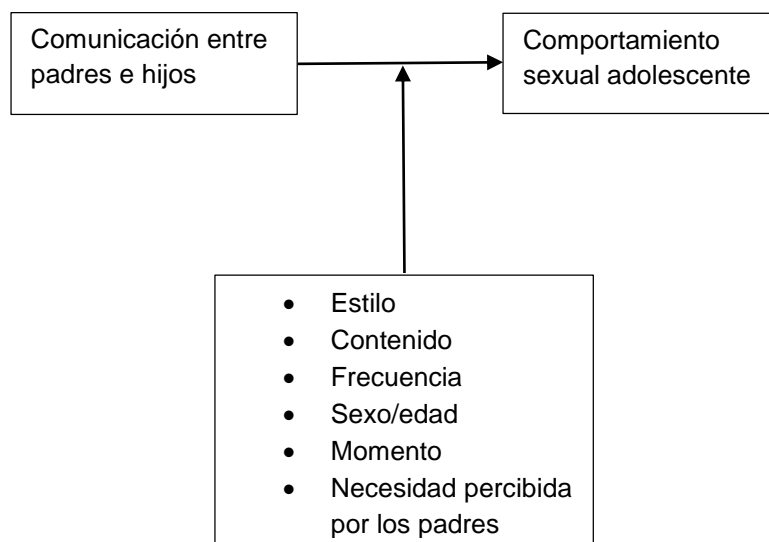 Comunicación entre
padres e hijos
Comportamiento
sexual adolescente
• Estilo
• Contenido
• Frecuencia
• Sexo/edad
• Momento
• Necesidad percibida
por los padres